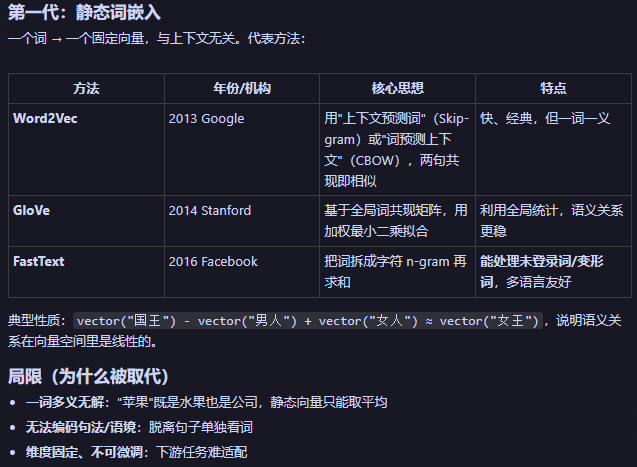 第一代：静态词嵌入
一个词 → 一个固定向量，与上下文无关。代表方法：
方法 年份/机构 核心思想 特点
Word2Vec 2013 Google 用"上下文预测词"（Skip-
gram）或"词预测上下
文"（CBOW），两句共
现即相似 快、经典，但一词一义
GloVe 2014 Stanford 基于全局词共现矩阵，用
加权最小二乘拟合 利用全局统计，语义关系
更稳
FastText 2016 Facebook 把词拆成字符 n-gram 再
求和 能处理未登录词/变形
词，多语言友好
典型性质：vector("国王") - vector("男人") + vector("女人") ≈ vector("女王")，说明语义关
系在向量空间里是线性的。
局限（为什么被取代）
• 一词多义无解："苹果"既是水果也是公司，静态向量只能取平均
• 无法编码句法/语境：脱离句子单独看词
• 维度固定、不可微调：下游任务难适配